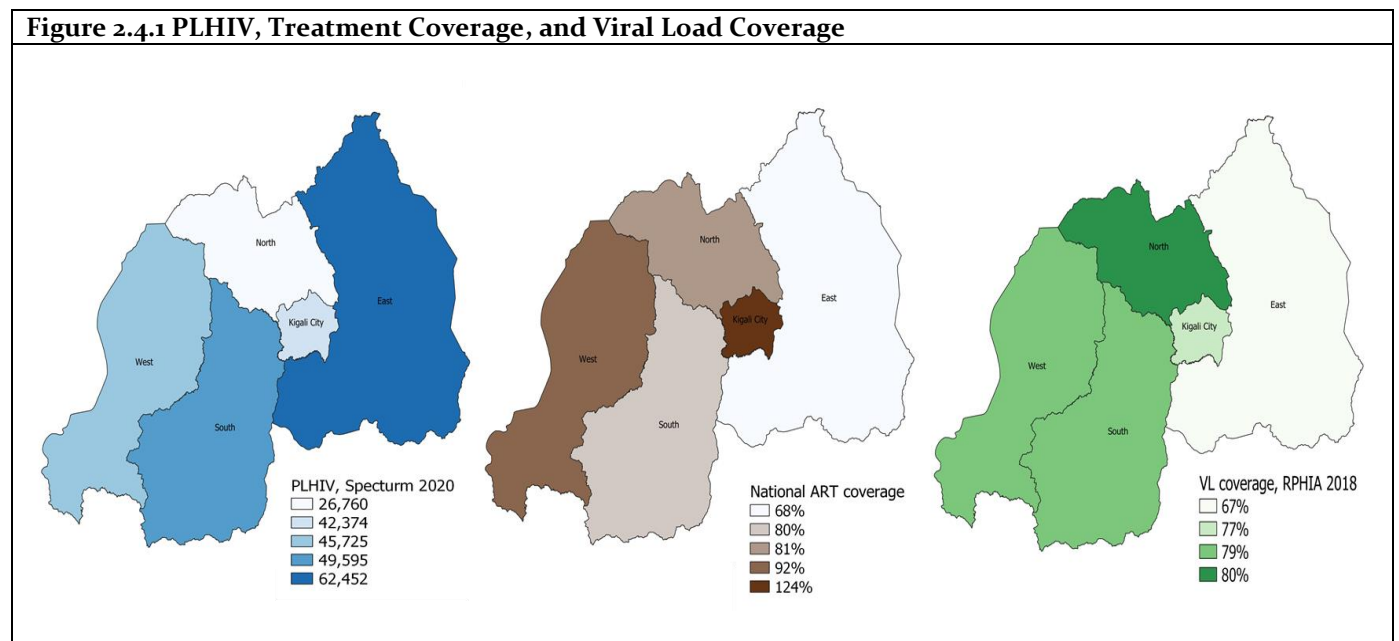 Figure 2.4.1 PLHIV, Treatment Coverage, and Viral Load Coverage
North
East
Kigali City
West
South
PLHIV, Specturm 2020
26,760
42,374
45,725
49,595
62,452
North
East
Kigali City
West
South
National ART coverage
68%
80%
81%
92%
124%
North
East
Kigali City
West
South
VL coverage, RPHIA 2018
67%
77%
79%
80%